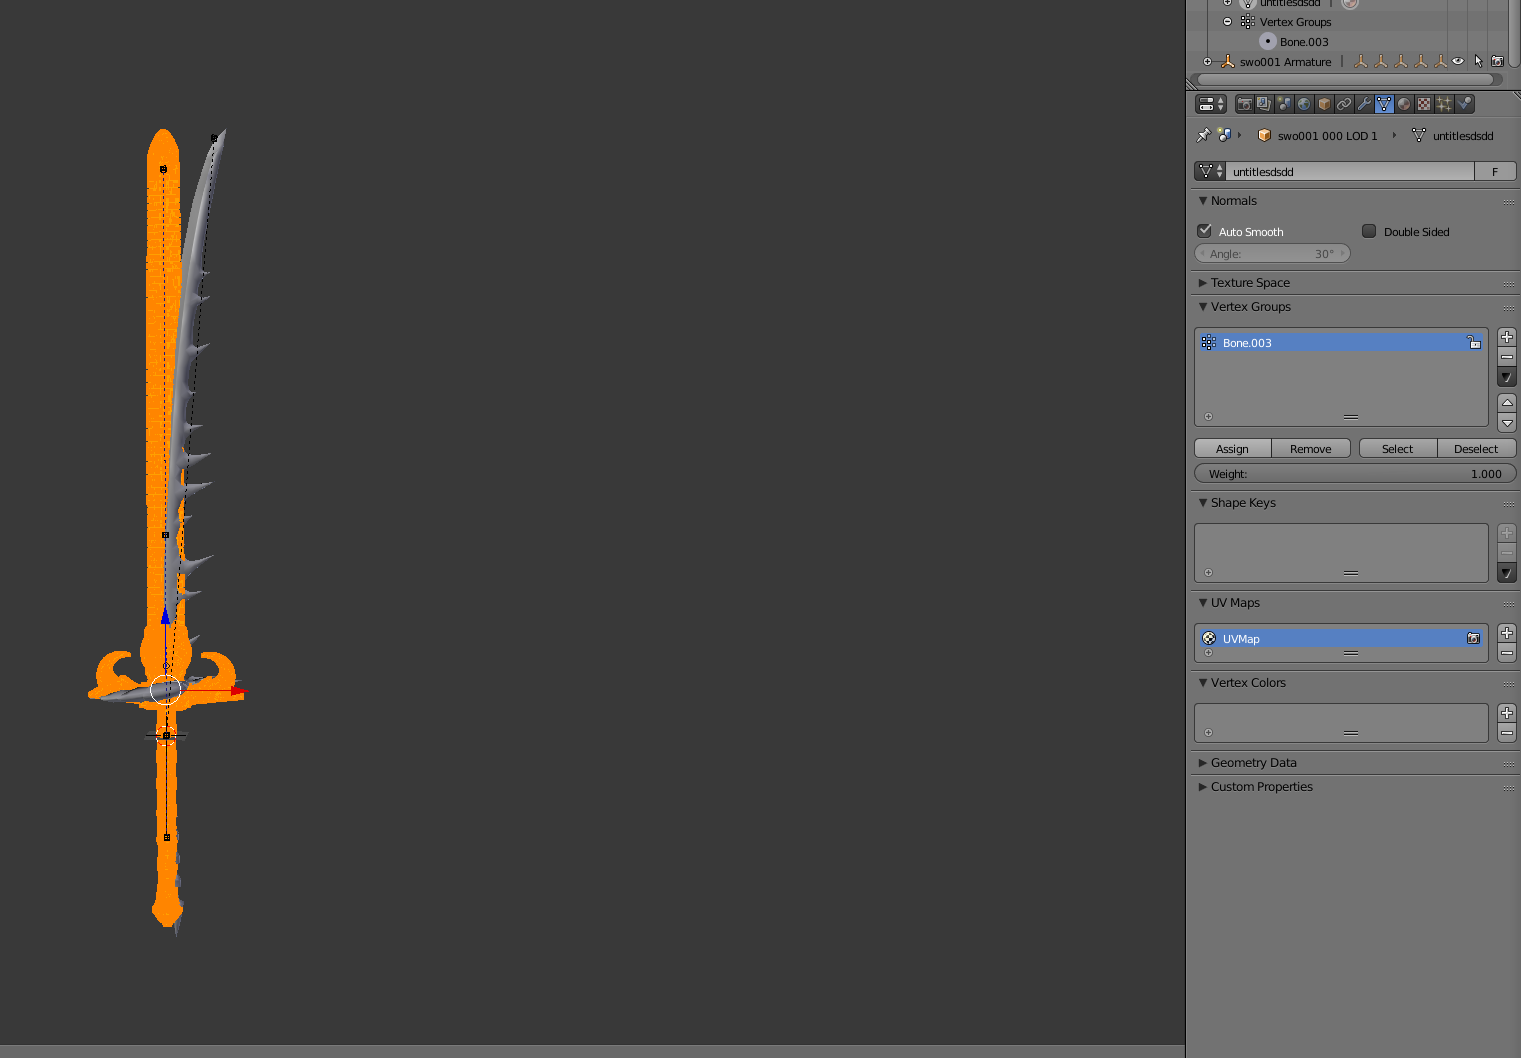 untitlesdsdd
Vertex Groups
Bone.003
swo001 Armature
swo001 000 LOD 1 untitlesdsdd
untitlesdsdd F
Normals
Auto Smooth Double Sided
Angle: 30°
Texture Space
Vertex Groups
Bone.003
Assign Remove Select Deselect
Weight: 1.000
Shape Keys
UV Maps
UVMap
Vertex Colors
Geometry Data
Custom Properties